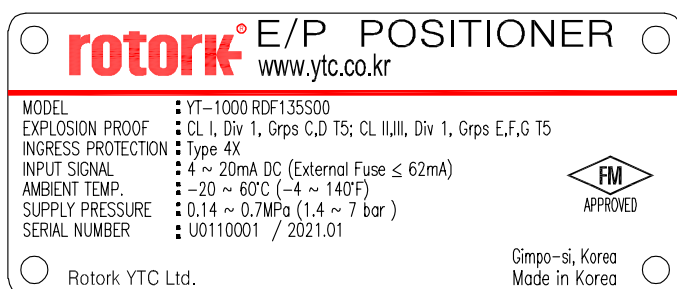 rotork® E/P POSITIONER
www.ytc.co.kr
MODEL : YT-1000 RDF135S00
EXPLOSION PROOF : CL I, Div 1, Grps C,D T5; CL II,III, Div 1, Grps E,F,G T5
INGRESS PROTECTION : Type 4X
INPUT SIGNAL : 4 ~ 20mA DC (External Fuse ≤ 62mA)
AMBIENT TEMP. : -20 ~ 60°C (-4 ~ 140°F)
SUPPLY PRESSURE : 0.14 ~ 0.7MPa (1.4 ~ 7 bar )
SERIAL NUMBER : U0110001 / 2021.01
FM
APPROVED
Rotork YTC Ltd.
Gimpo-si, Korea
Made in Korea